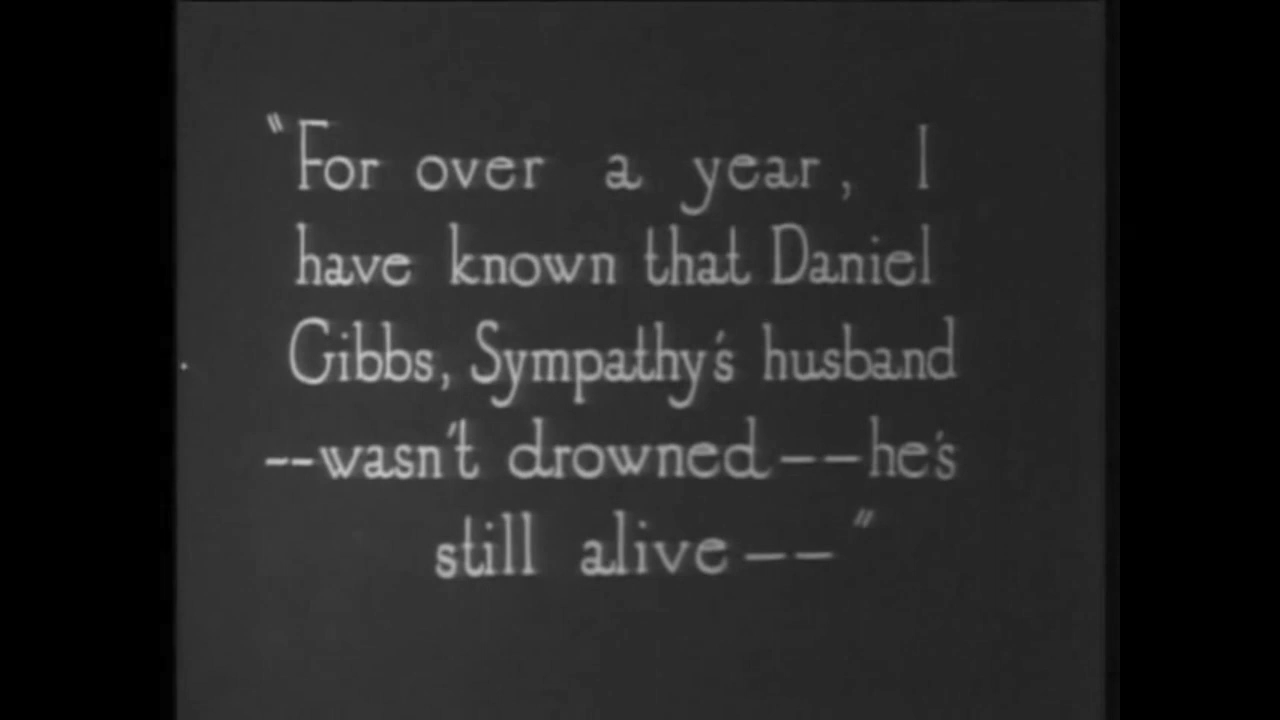 "For over a year, I
have known that Daniel
Gibbs, Sympathy's husband
--wasn't drowned--he's
still alive--"